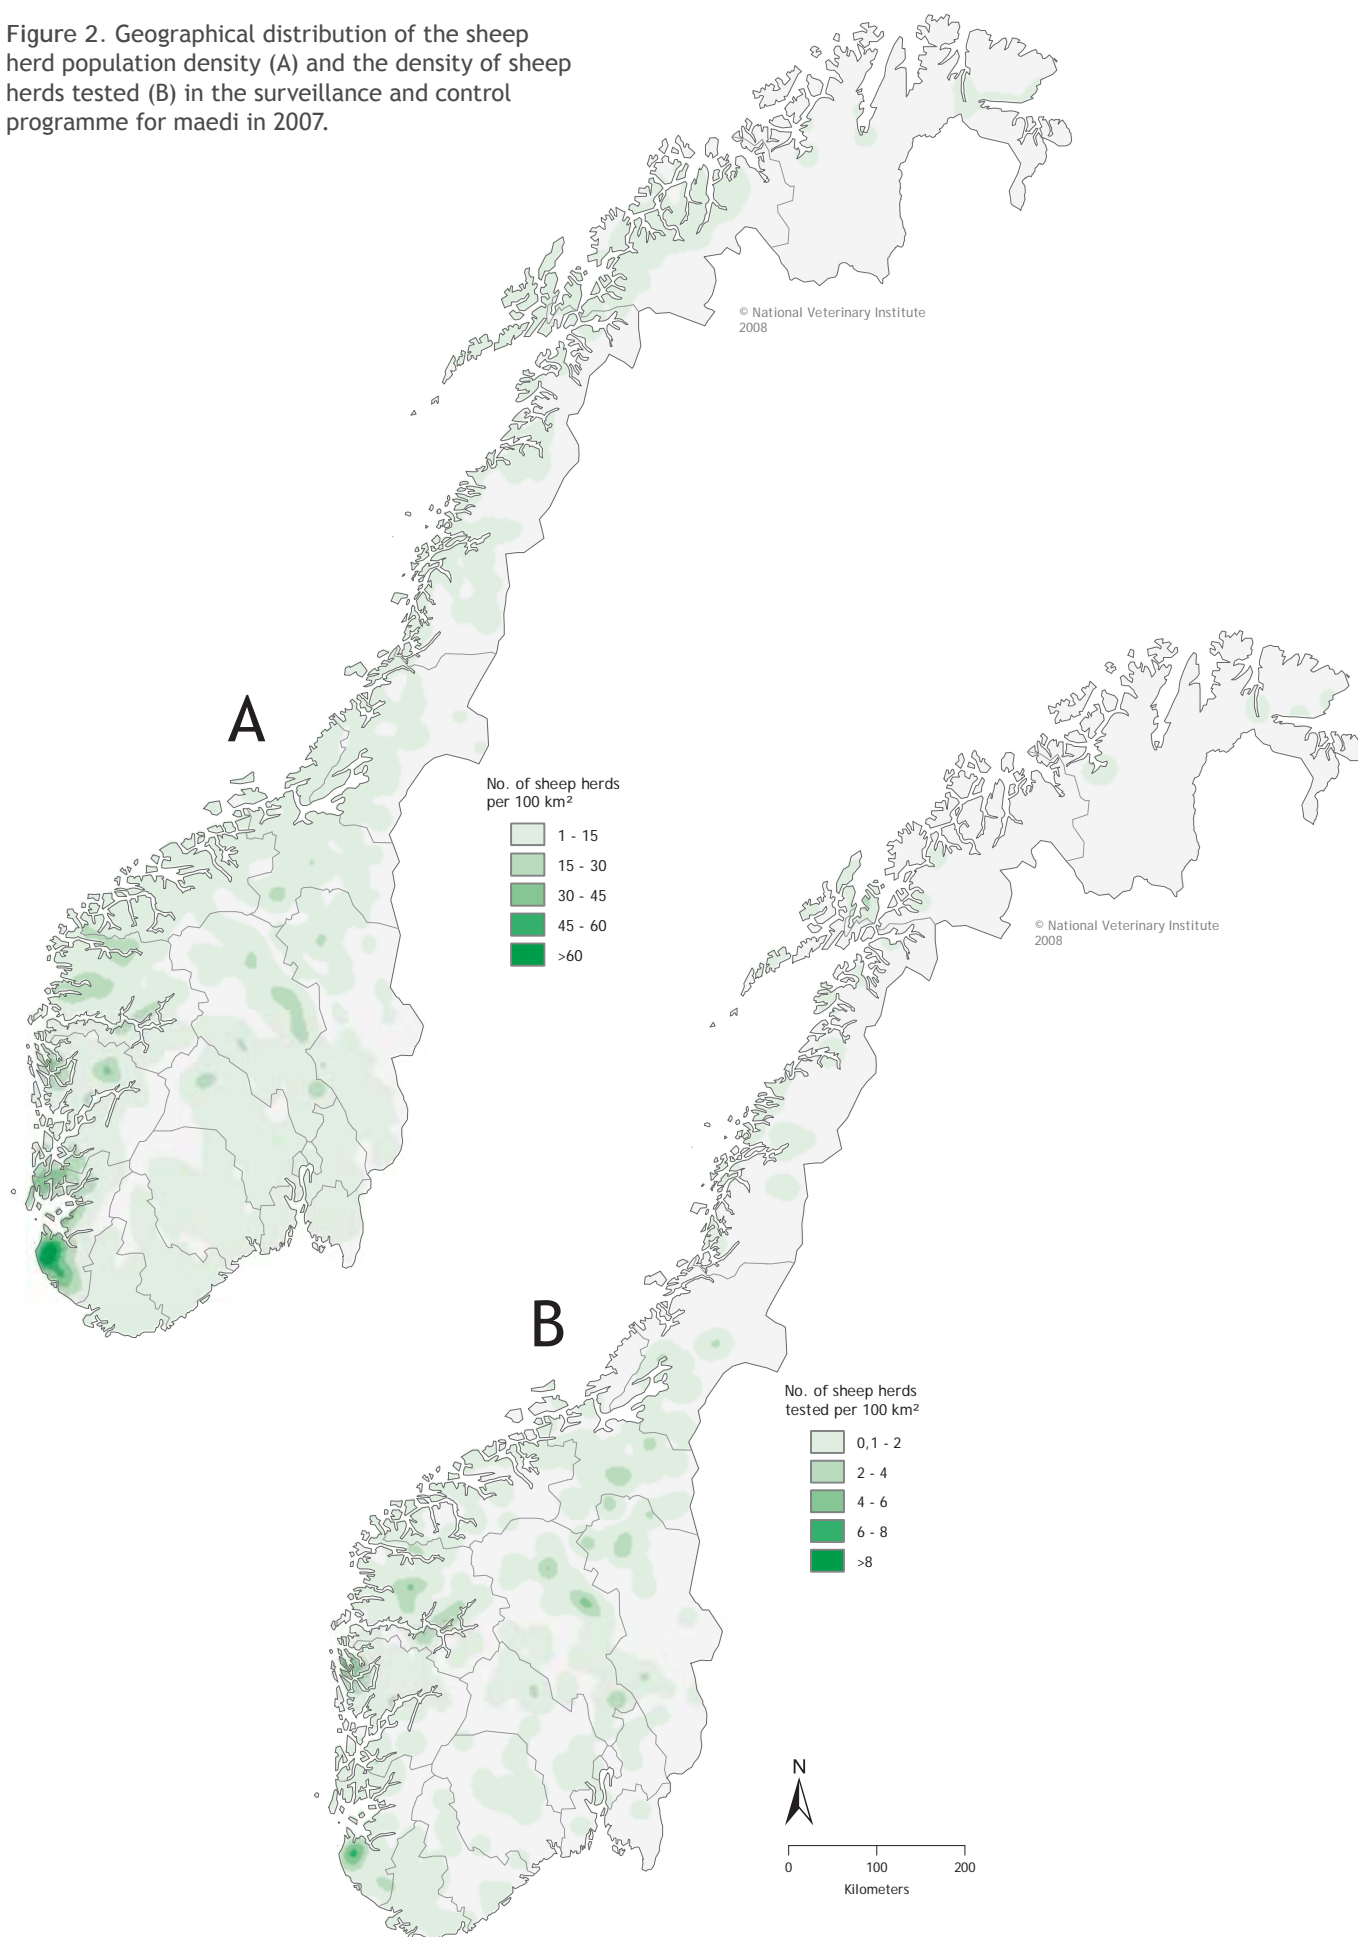 Figure 2. Geographical distribution of the sheep
herd population density (A) and the density of sheep
herds tested (B) in the surveillance and control
programme for maedi in 2007.
© National Veterinary Institute
2008
A
No. of sheep herds
per 100 km²
1 - 15
15 - 30
30 - 45
45 - 60
>60
© National Veterinary Institute
2008
B
No. of sheep herds
tested per 100 km²
0,1 - 2
2 - 4
4 - 6
6 - 8
>8
N
0 100 200
Kilometers